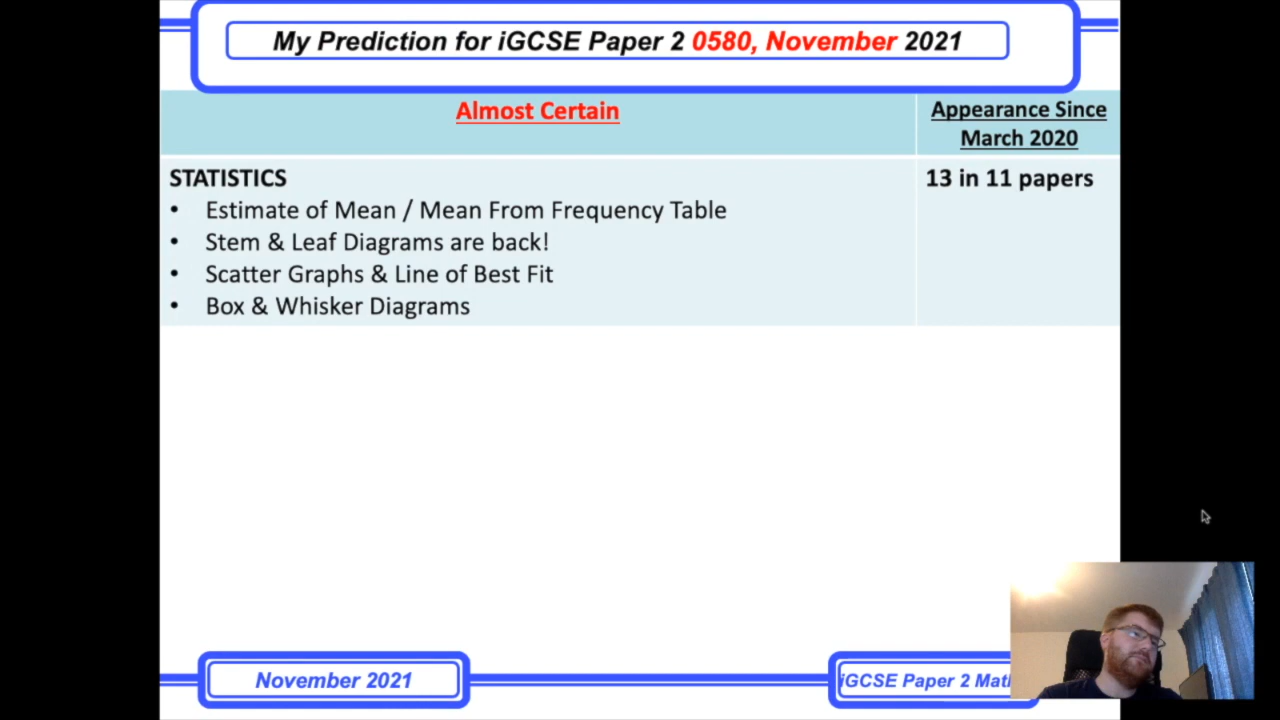 My Prediction for iGCSE Paper 2 0580, November 2021
Almost Certain
Appearance Since
March 2020
STATISTICS
13 in 11 papers
• Estimate of Mean / Mean From Frequency Table
• Stem & Leaf Diagrams are back!
• Scatter Graphs & Line of Best Fit
• Box & Whisker Diagrams
November 2021
iGCSE Paper 2